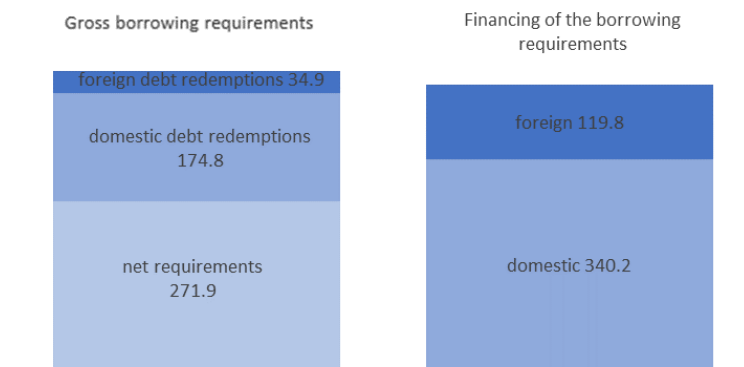 Gross borrowing requirements
foreign debt redemptions 34.9
domestic debt redemptions
174.8
net requirements
271.9
Financing of the borrowing
requirements
foreign 119.8
domestic 340.2